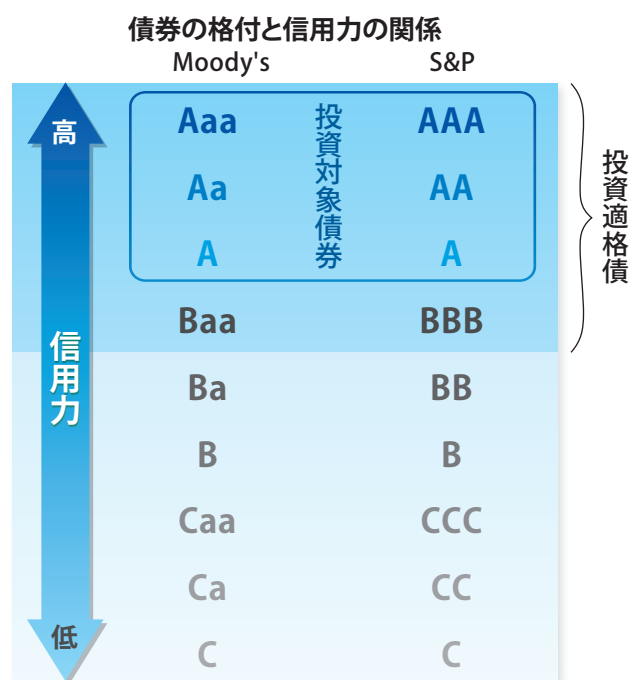 債券の格付と信用力の関係
Moody's S&P
高
信用力
低
Aaa AAA
Aa AA
A A
投資対象債券
Baa BBB
Ba BB
B B
Caa CCC
Ca CC
C C
投資適格債